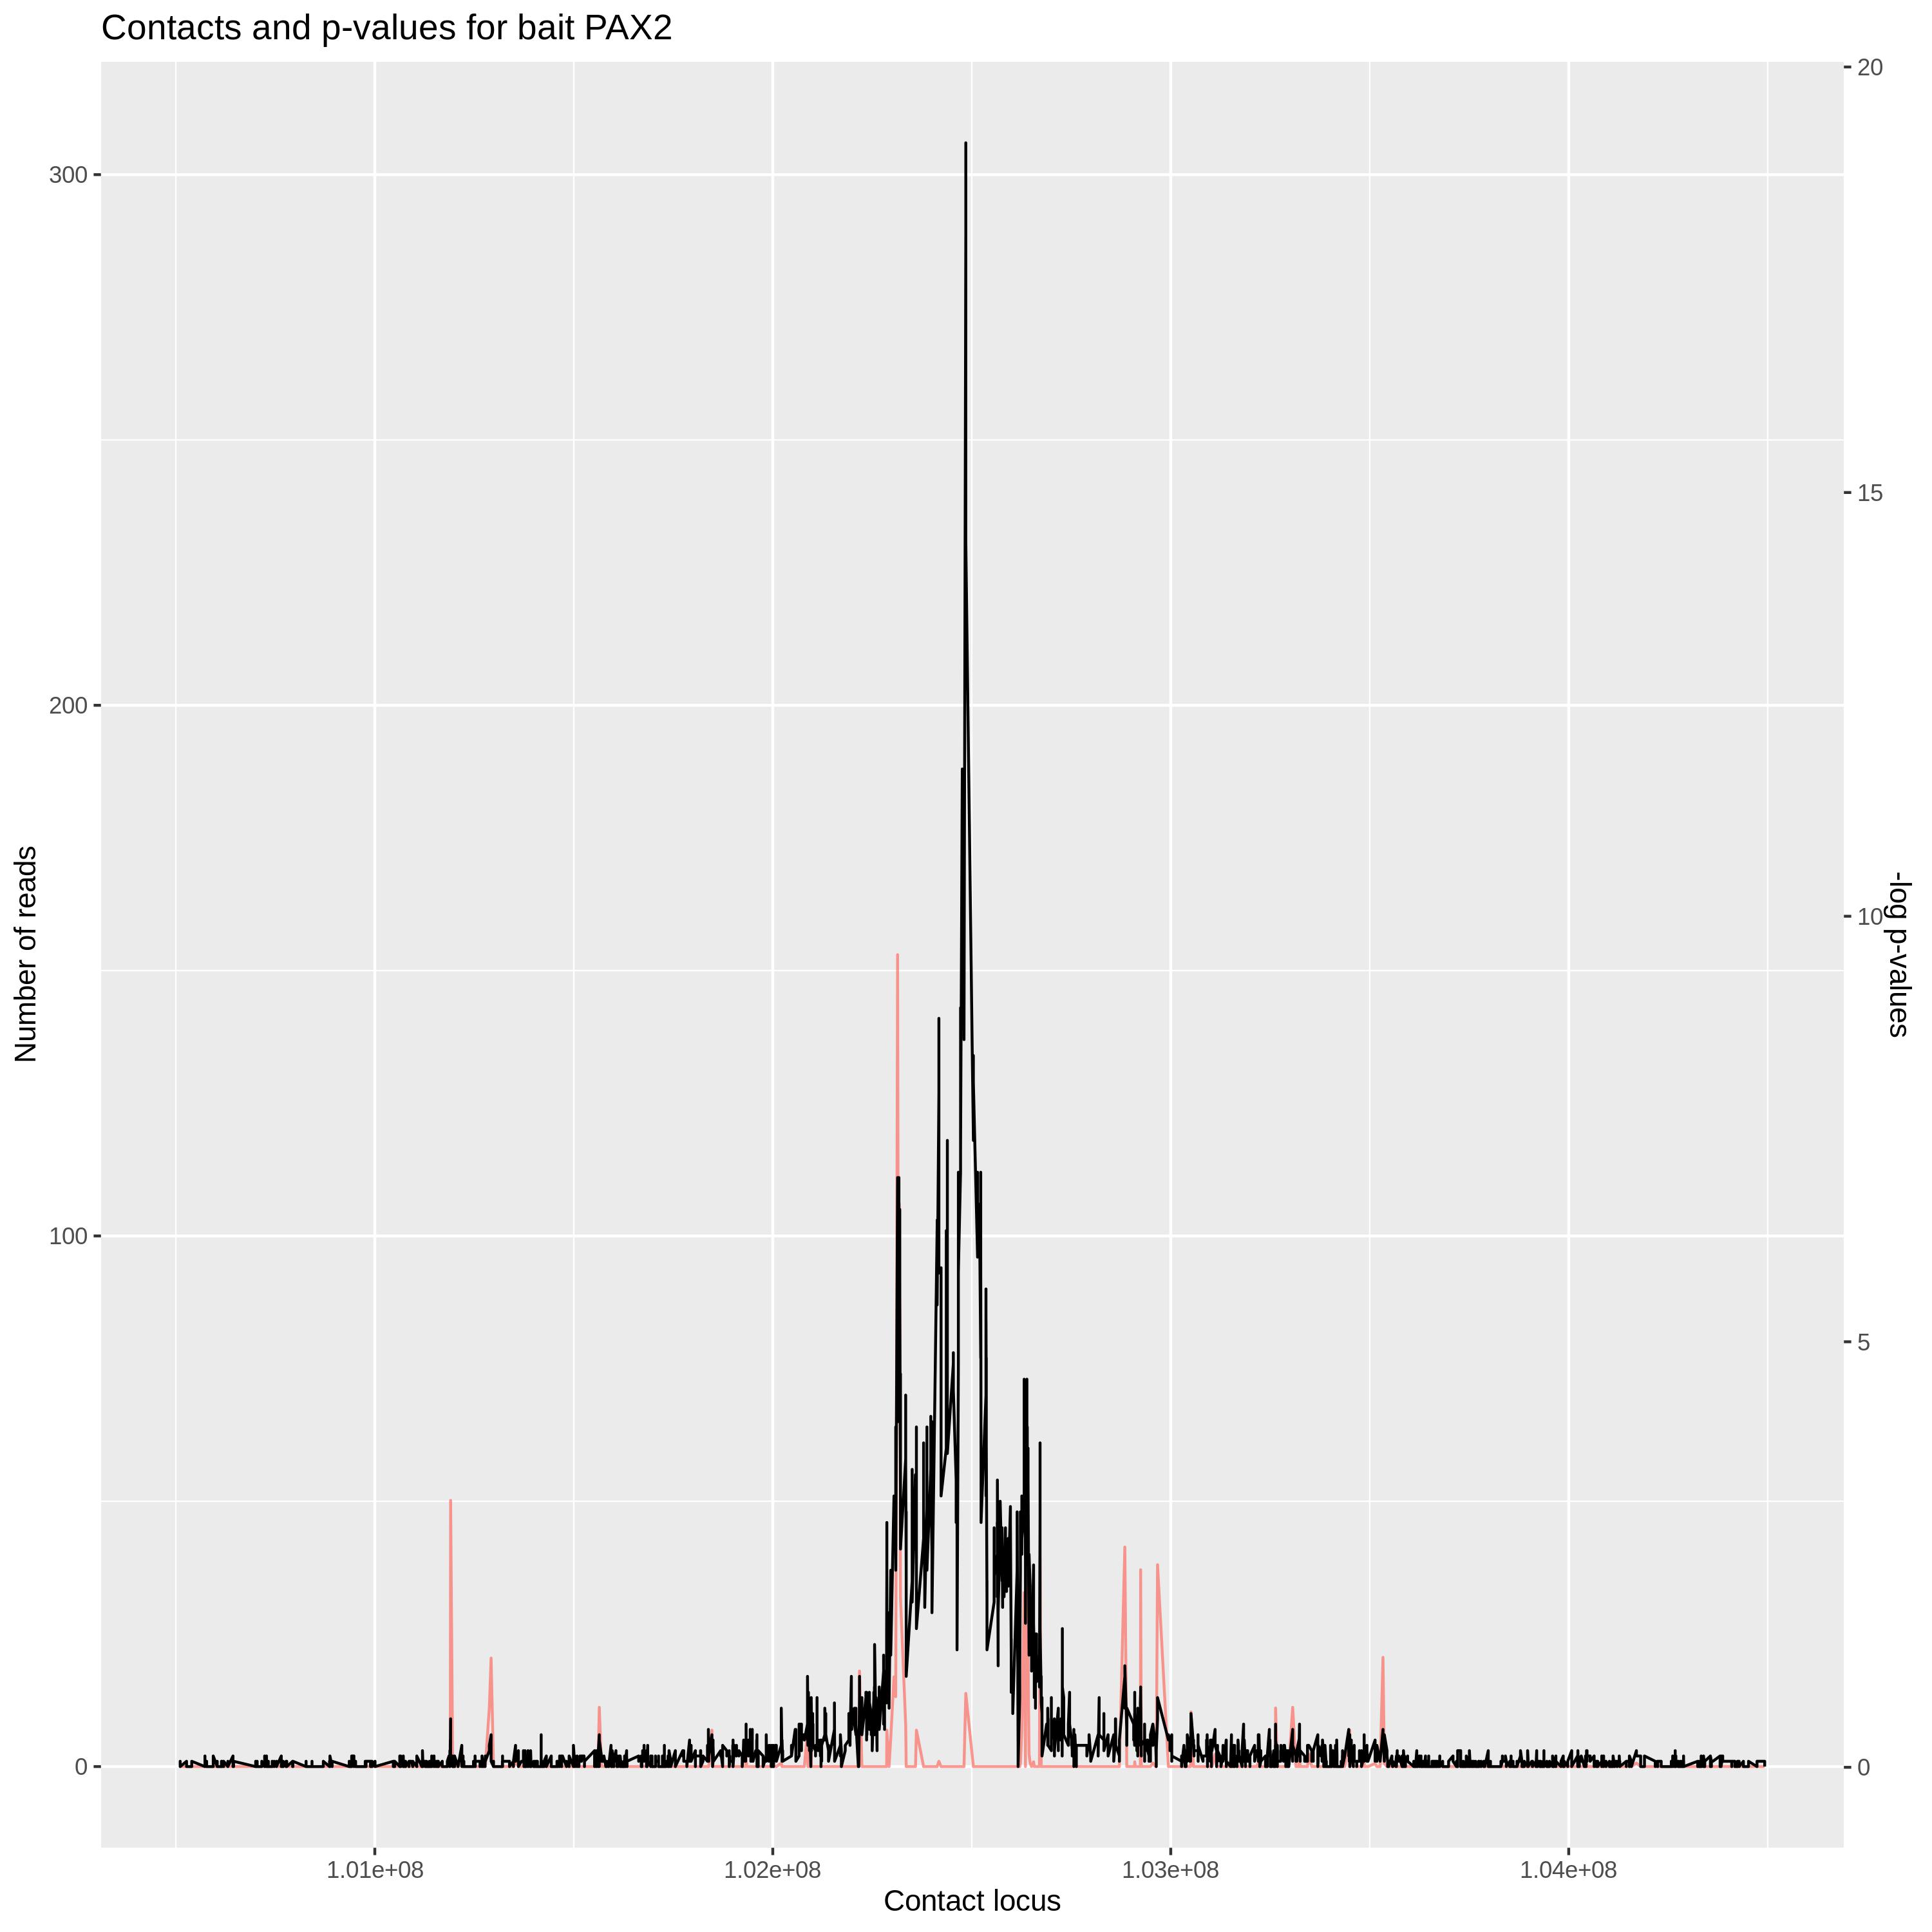 Contacts and p-values for bait PAX2
Number of reads
300
200
100
0
20
15
10
5
0
-log p-values
1.01e+08
1.02e+08
1.03e+08
1.04e+08
Contact locus